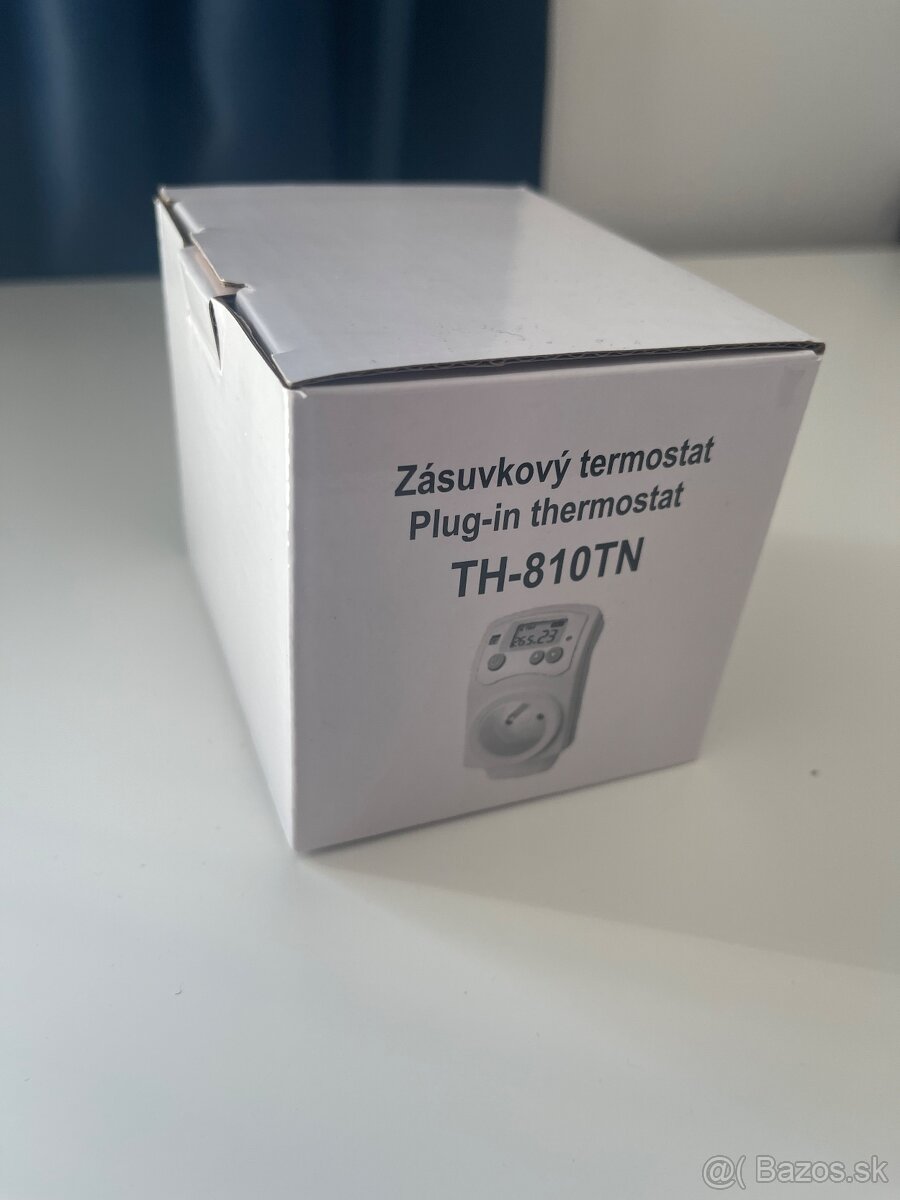 Zásuvkový termostat
Plug-in thermostat
TH-810TN
@( Bazos.sk